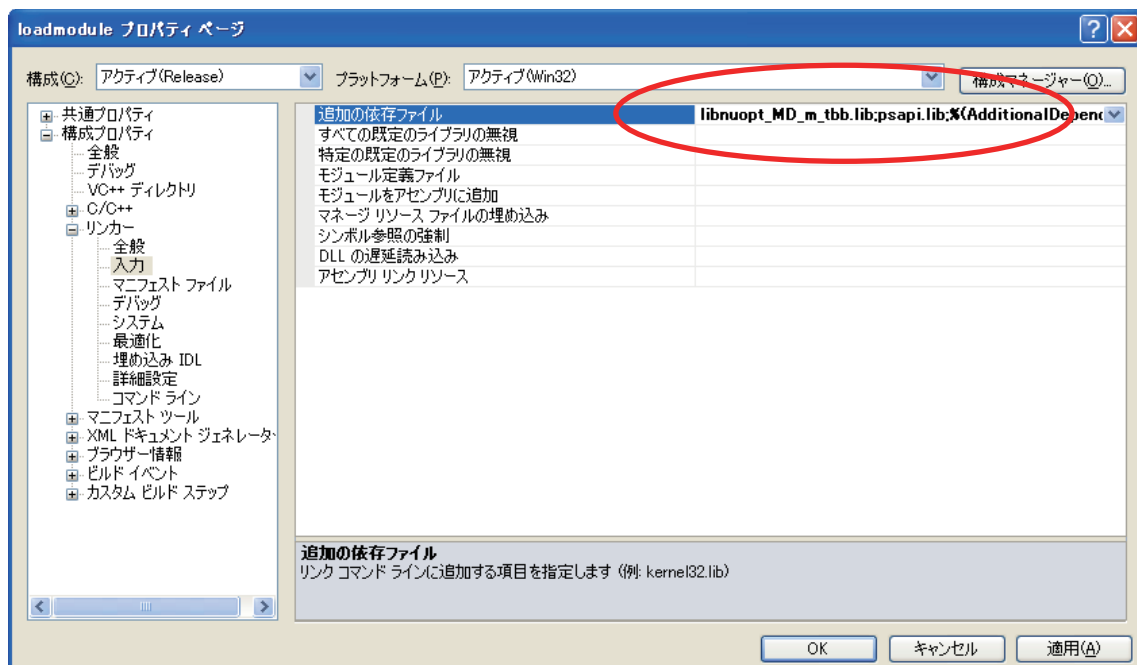 loadmodule プロパティ ページ
構成(C): アクティブ(Release) プラットフォーム(P): アクティブ(Win32) 構成マネージャー(O)...
共通プロパティ
構成プロパティ
全般
デバッグ
VC++ ディレクトリ
C/C++
リンカー
全般
入力
マニフェスト ファイル
デバッグ
システム
最適化
埋め込み IDL
詳細設定
コマンド ライン
マニフェスト ツール
XML ドキュメント ジェネレーター
ブラウザー情報
ビルド イベント
カスタム ビルド ステップ
追加の依存ファイル libnuopt_MD_m_tbb.lib;psapi.lib;%(AdditionalDepend
すべての既定のライブラリの無視
特定の既定のライブラリの無視
モジュール定義ファイル
モジュールをアセンブリに追加
マネージ リソース ファイルの埋め込み
シンボル参照の強制
DLL の遅延読み込み
アセンブリ リンク リソース
追加の依存ファイル
リンク コマンド ラインに追加する項目を指定します (例: kernel32.lib)
OK キャンセル 適用(A)